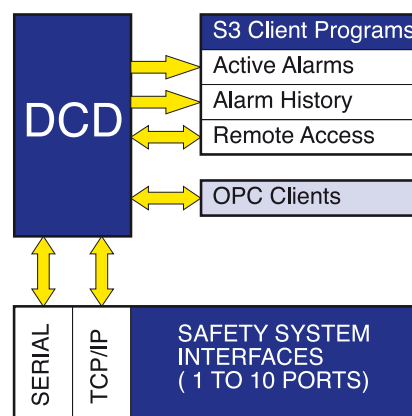 S3 Client Programs
Active Alarms
DCD
Alarm History
Remote Access
OPC Clients
SERIAL
TCP/IP
SAFETY SYSTEM
INTERFACES
( 1 TO 10 PORTS)